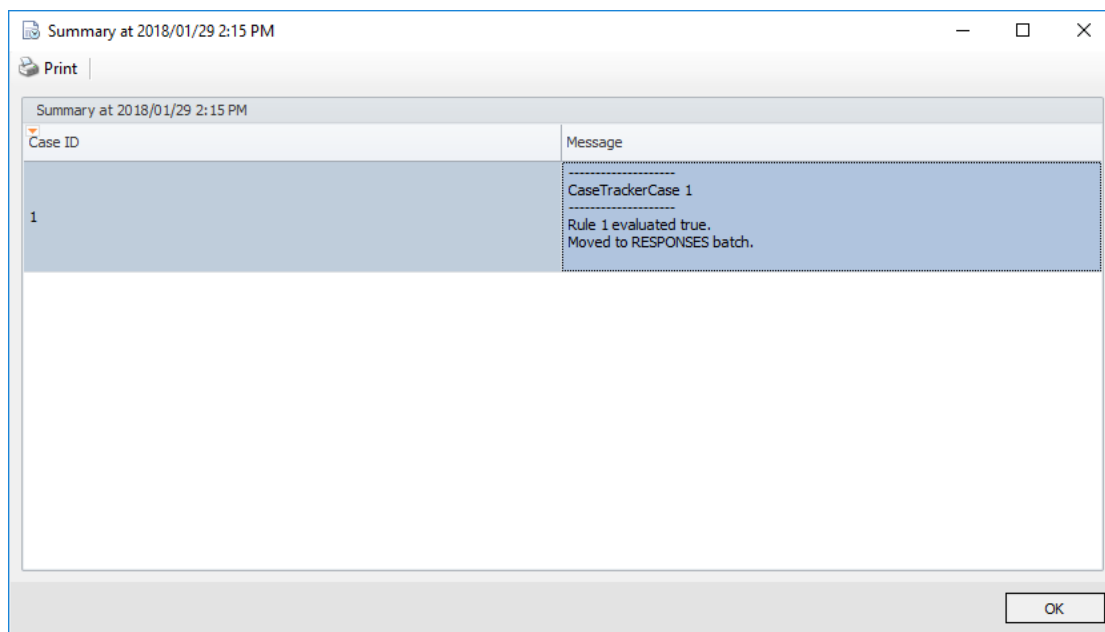 Summary at 2018/01/29 2:15 PM
Print
Summary at 2018/01/29 2:15 PM
Case ID
Message
1
--------------------
CaseTrackerCase 1
--------------------
Rule 1 evaluated true.
Moved to RESPONSES batch.
OK